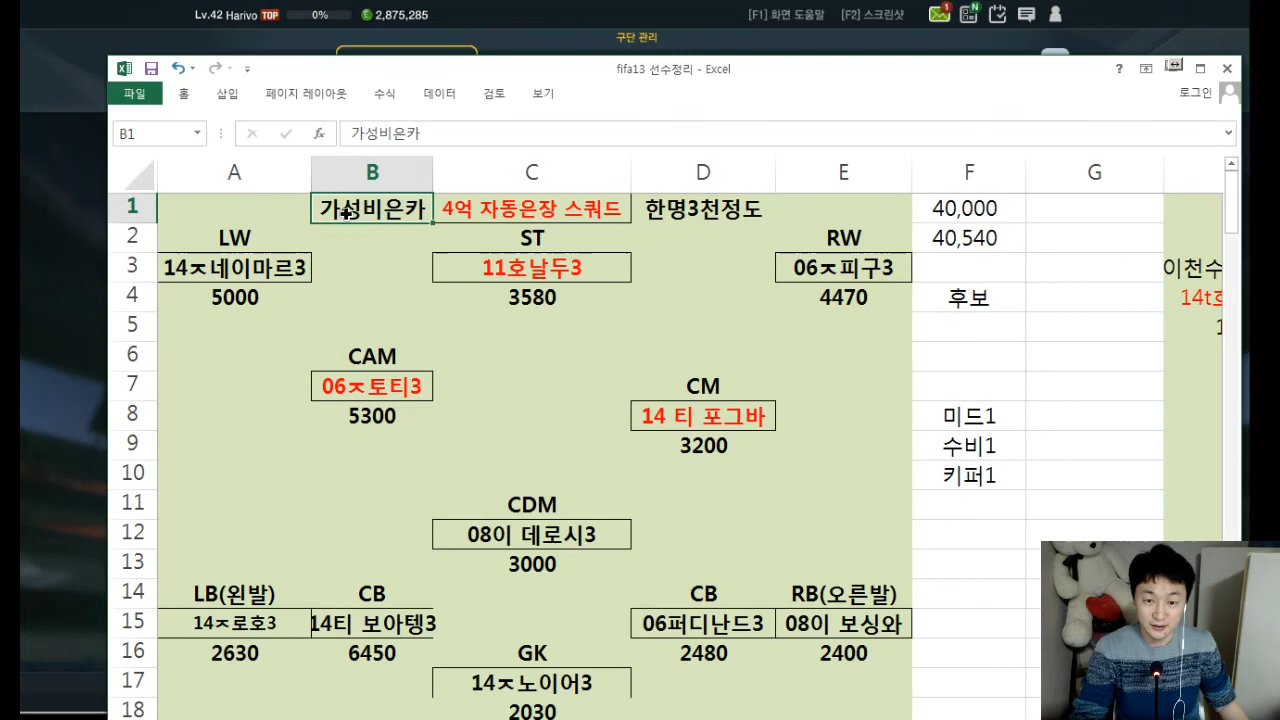 Lv.42 Harivo TOP 0% 2,875,285 [F1] 화면 도움말 [F2] 스크린샷 1 N
구단 관리
fifa13 선수정리 - Excel ?
파일 홈 삽입 페이지 레이아웃 수식 데이터 검토 보기 로그인
B1 fx 가성비은카
A B C D E F G
1 가성비은카 4억 자동은장 스쿼드 한명3천정도 40,000
2 LW ST RW 40,540
3 14ㅈ네이마르3 11호날두3 06ㅈ피구3 이천수
4 5000 3580 4470 후보 14t호
5 1
6 CAM
7 06ㅈ토티3 CM
8 5300 14 티 포그바 미드1
9 3200 수비1
10 키퍼1
11 CDM
12 08이 데로시3
13 3000
14 LB(왼발) CB CB RB(오른발)
15 14ㅈ로호3 14티 보아텡3 06퍼디난드3 08이 보싱와
16 2630 6450 GK 2480 2400
17 14ㅈ노이어3
18 2030